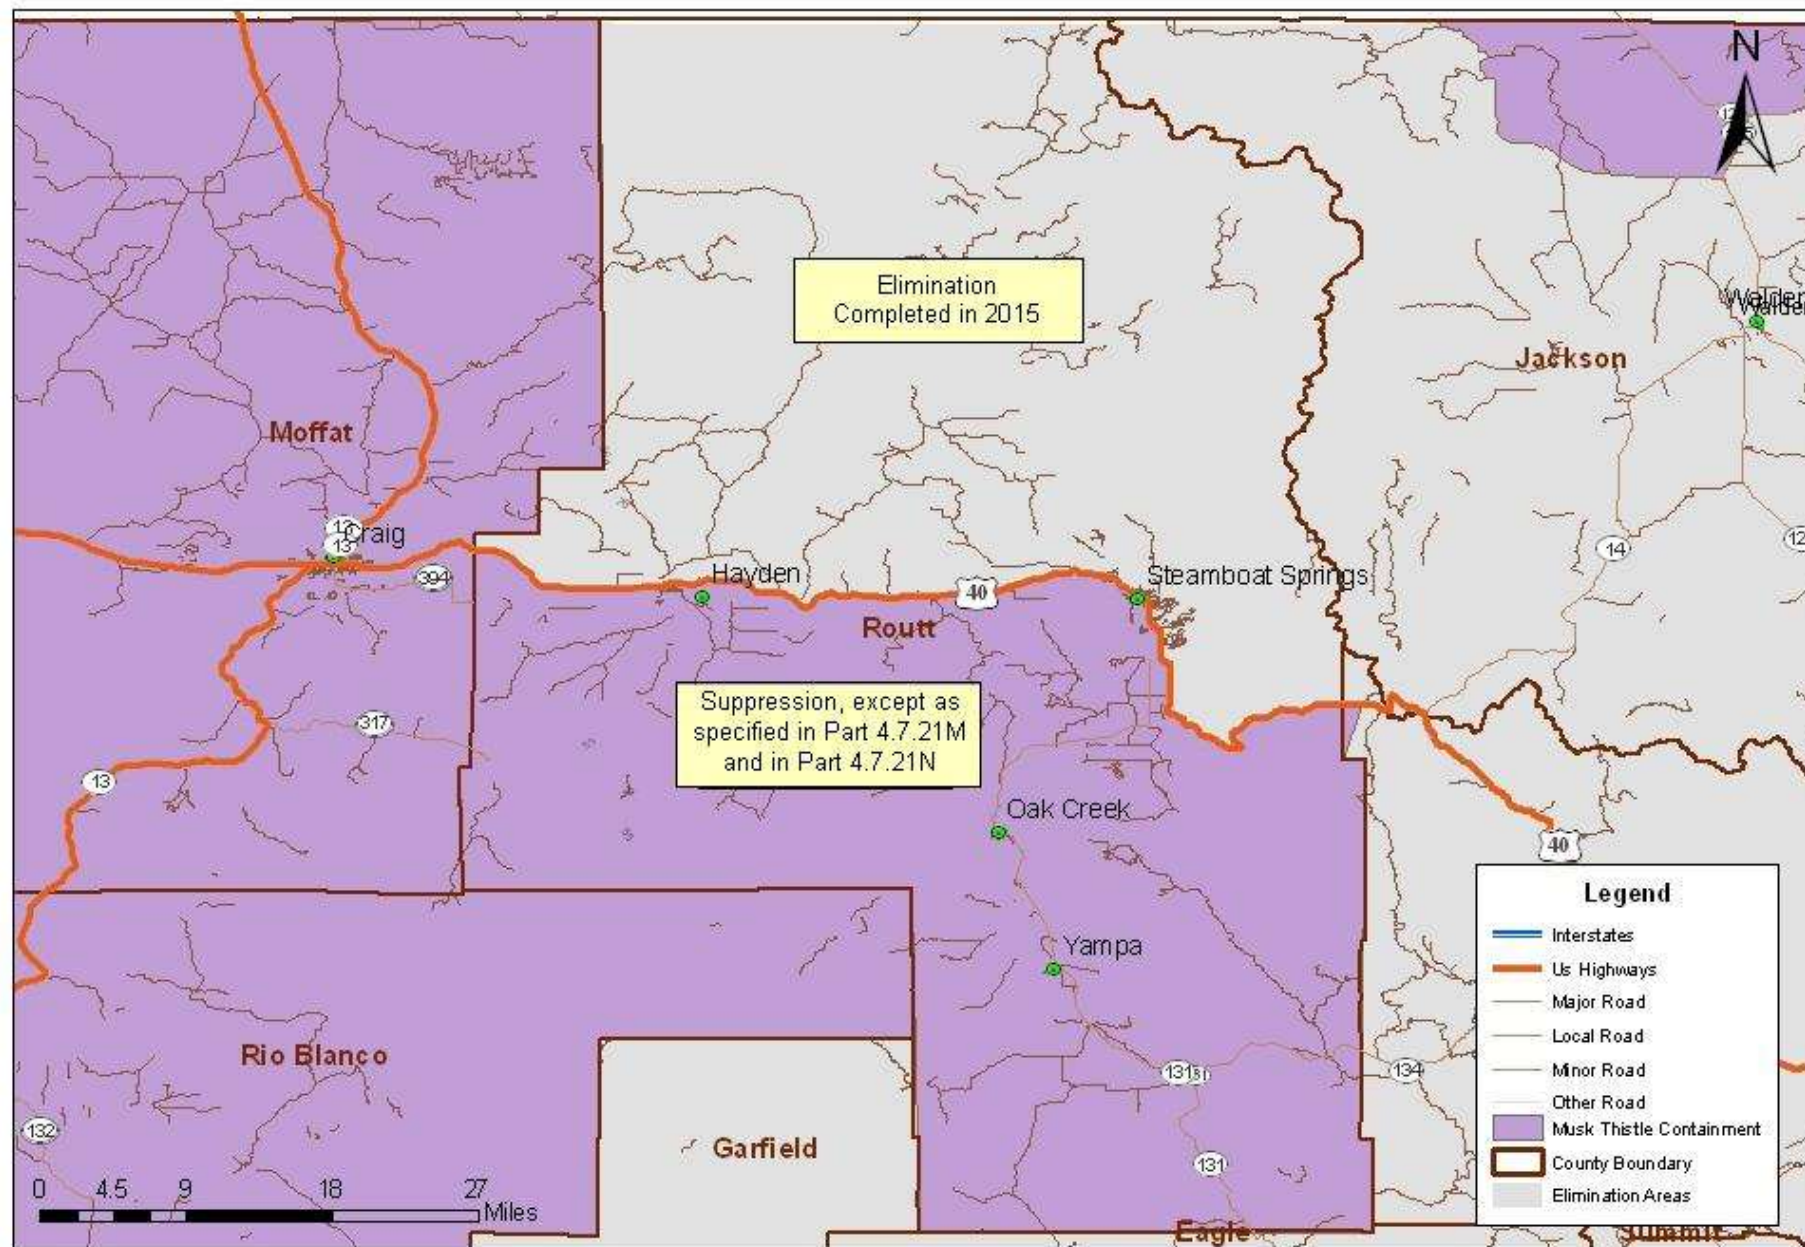 N
Elimination
Completed in 2015
Walden
Jackson
Moffat
13
13
Craig
394
Hayden
40
Steamboat Springs
14
Routt
Suppression, except as
specified in Part 4.7.21M
and in Part 4.7.21N
317
13
Oak Creek
40
Yampa
Rio Blanco
131
134
132
Garfield
131
Eagle
Summit
0 4.5 9 18 27
Miles
Legend
Interstates
Us Highways
Major Road
Local Road
Minor Road
Other Road
Musk Thistle Containment
County Boundary
Elimination Areas